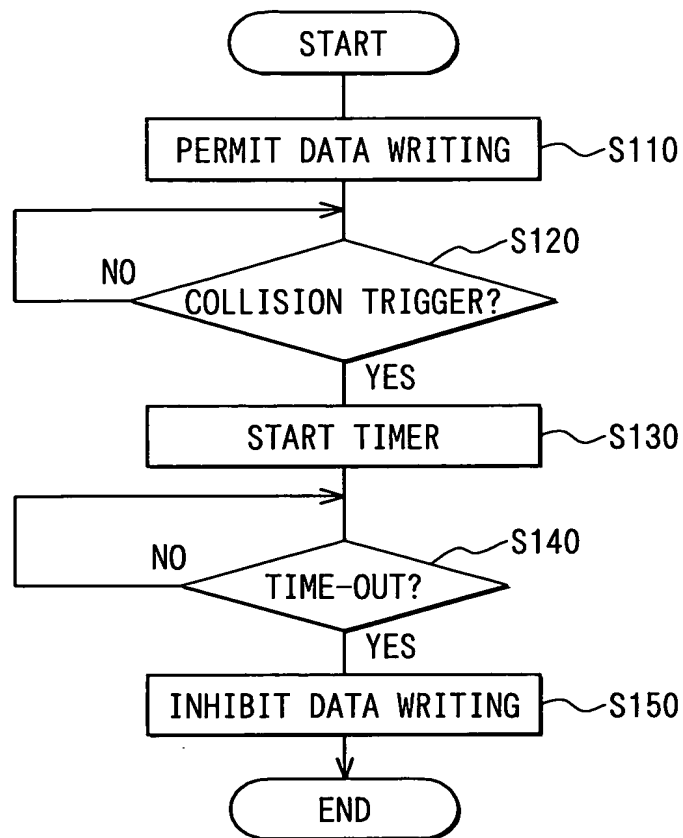 START
PERMIT DATA WRITING
S110
S120
NO
COLLISION TRIGGER?
YES
START TIMER
S130
S140
NO
TIME-OUT?
YES
INHIBIT DATA WRITING
S150
END